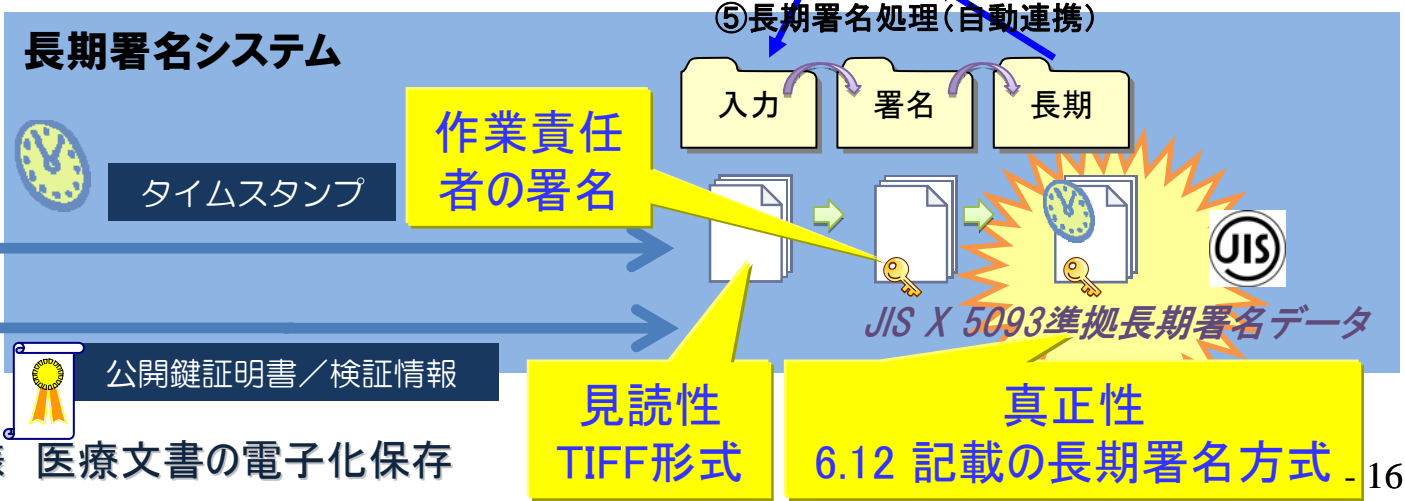 ⑤長期署名処理(自動連携)
長期署名システム
入力
署名
長期
作業責任
者の署名
タイムスタンプ
JIS
JIS X 5093準拠長期署名データ
公開鍵証明書/検証情報
見読性
TIFF形式
真正性
6.12 記載の長期署名方式
医療文書の電子化保存
- 16